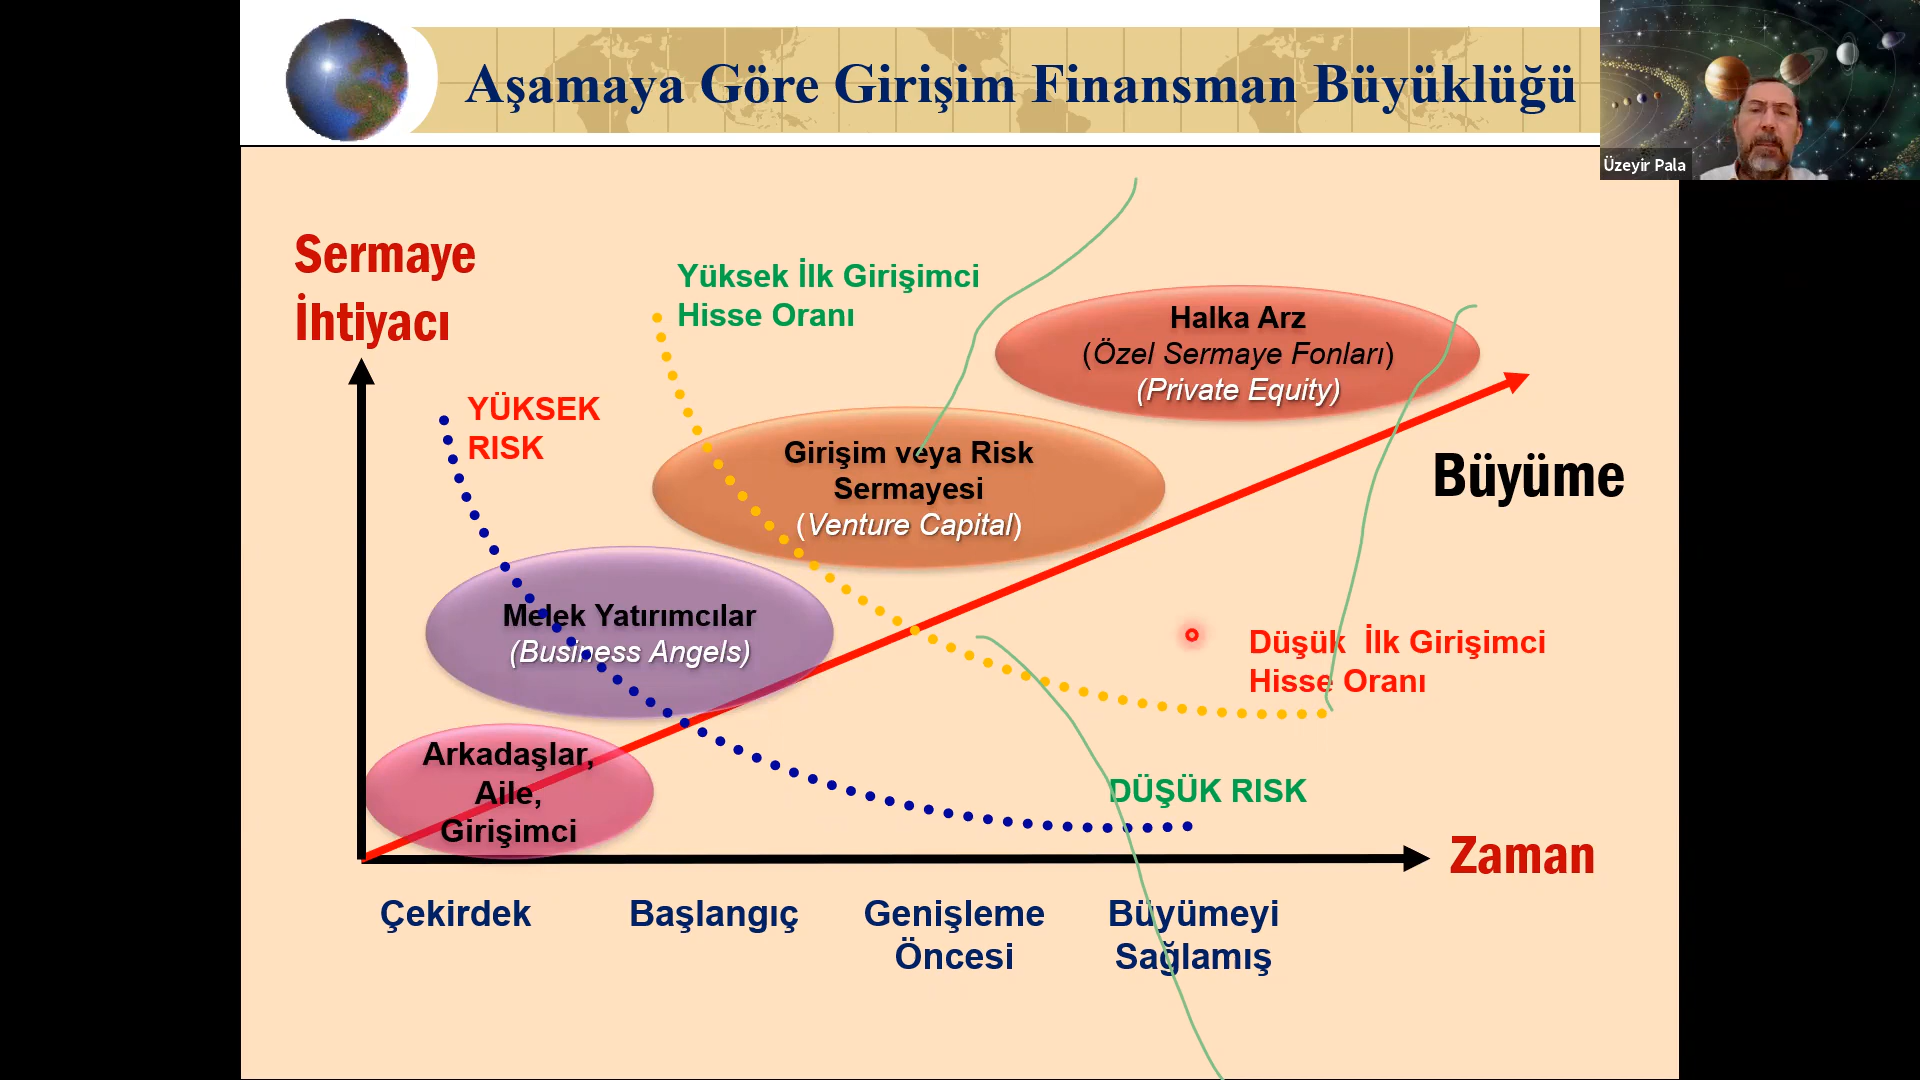 Aşamaya Göre Girişim Finansman Büyüklüğü
Üzeyir Pala
Sermaye
İhtiyacı
Yüksek İlk Girişimci
Hisse Oranı
YÜKSEK
RISK
Halka Arz
(Özel Sermaye Fonları)
(Private Equity)
Girişim veya Risk
Sermayesi
(Venture Capital)
Büyüme
Melek Yatırımcılar
(Business Angels)
Düşük  İlk Girişimci
Hisse Oranı
Arkadaşlar,
Aile,
Girişimci
DÜŞÜK RISK
Zaman
Çekirdek
Başlangıç
Genişleme
Öncesi
Büyümeyi
Sağlamış